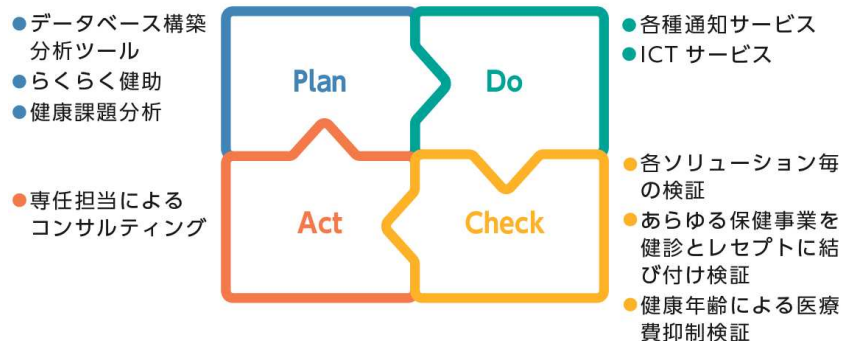 ●データベース構築
分析ツール
●らくらく健助
●健康課題分析
Plan
Do
●各種通知サービス
●ICT サービス
●専任担当による
コンサルティング
Act
Check
●各ソリューション毎
の検証
●あらゆる保健事業を
健診とレセプトに結
び付け検証
●健康年齢による医療
費抑制検証